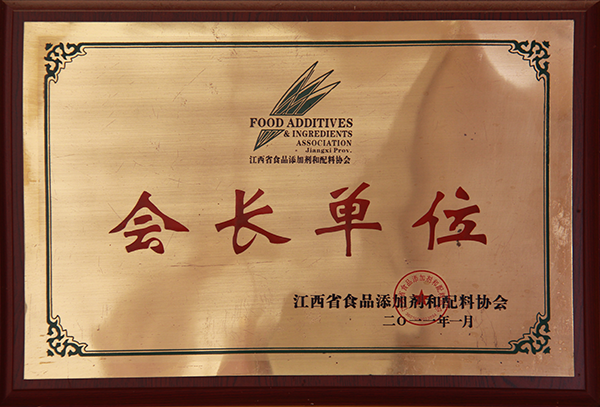 FOOD ADDITIVES
& INGREDIENTS
ASSOCIATION
Jiangxi Prov.
江西省食品添加剂和配料协会
会长单位
江西省食品添加剂和配料协会
二〇一一年一月